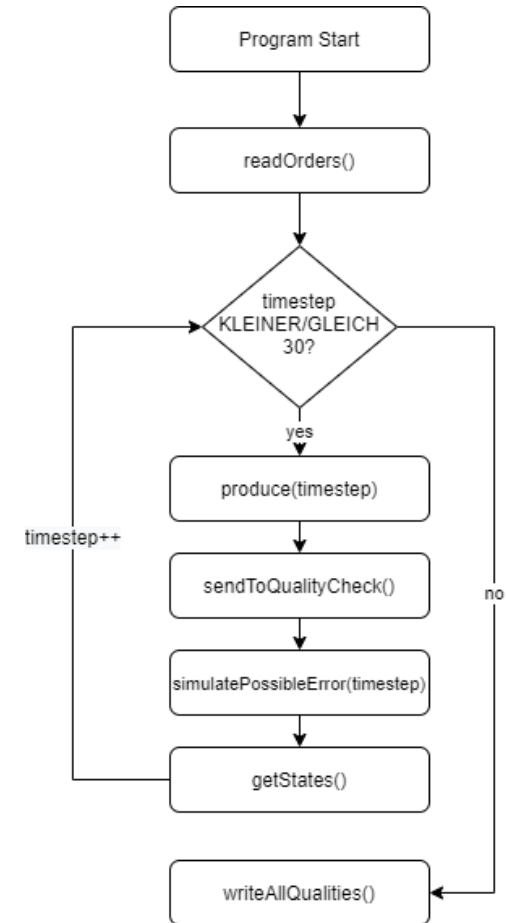 Program Start
readOrders()
timestep
KLEINER/GLEICH
30?
yes
produce(timestep)
timestep++
sendToQualityCheck()
no
simulatePossibleError(timestep)
getStates()
writeAllQualities()